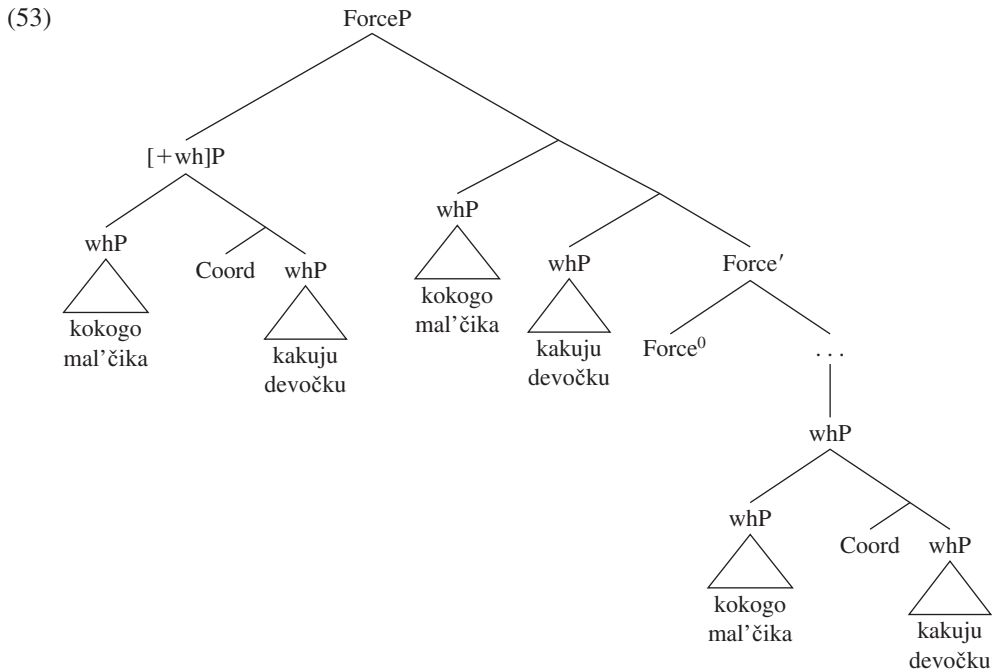 (53)
ForceP
[+wh]P
whP
Coord
whP
kokogo
mal’čika
kakuju
devočku
whP
kokogo
mal’čika
whP
kakuju
devočku
Force′
Force⁰
. . .
whP
whP
Coord
whP
kokogo
mal’čika
kakuju
devočku